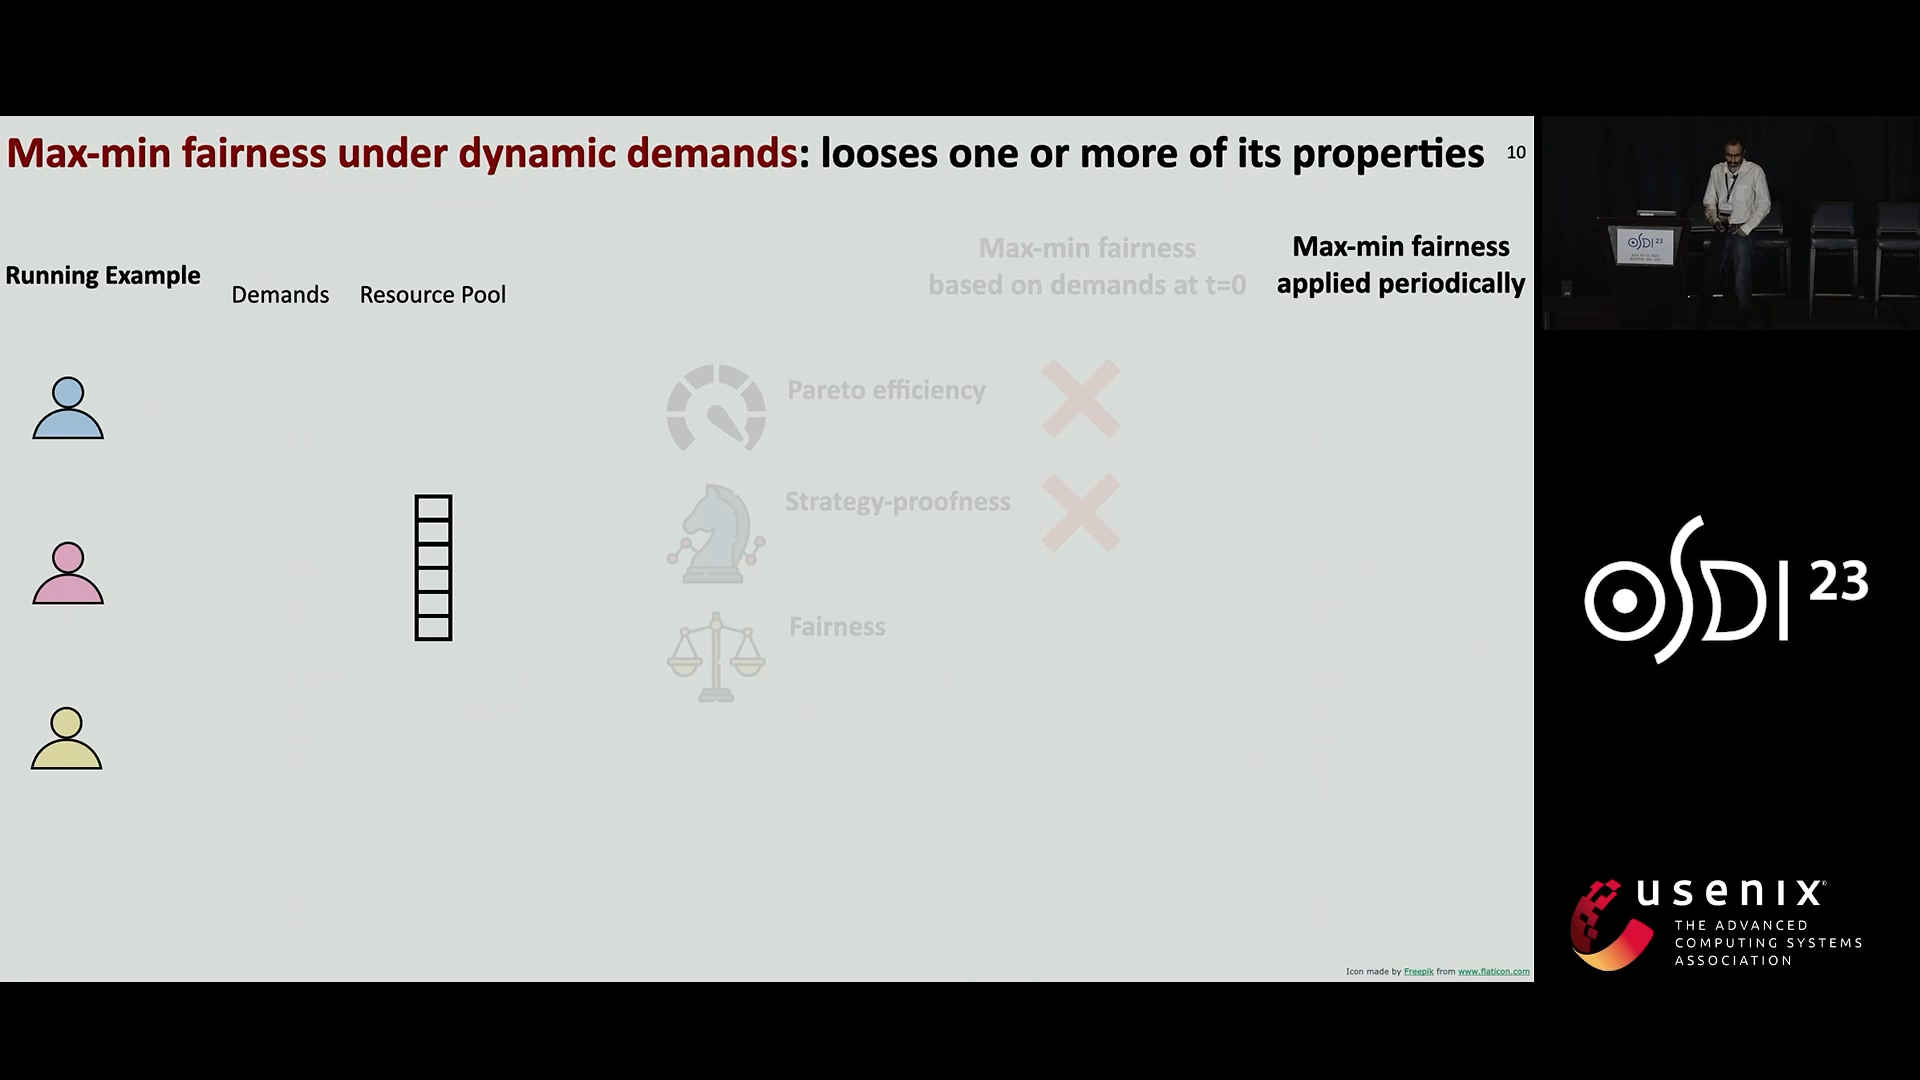 Max-min fairness under dynamic demands: looses one or more of its properties
10
Running Example
Demands
Resource Pool
Max-min fairness
based on demands at t=0
Max-min fairness
applied periodically
Pareto efficiency
Strategy-proofness
Fairness
Icon made by Freepik from www.flaticon.com
OSDI 23
OSDI 23
usenix
THE ADVANCED
COMPUTING SYSTEMS
ASSOCIATION